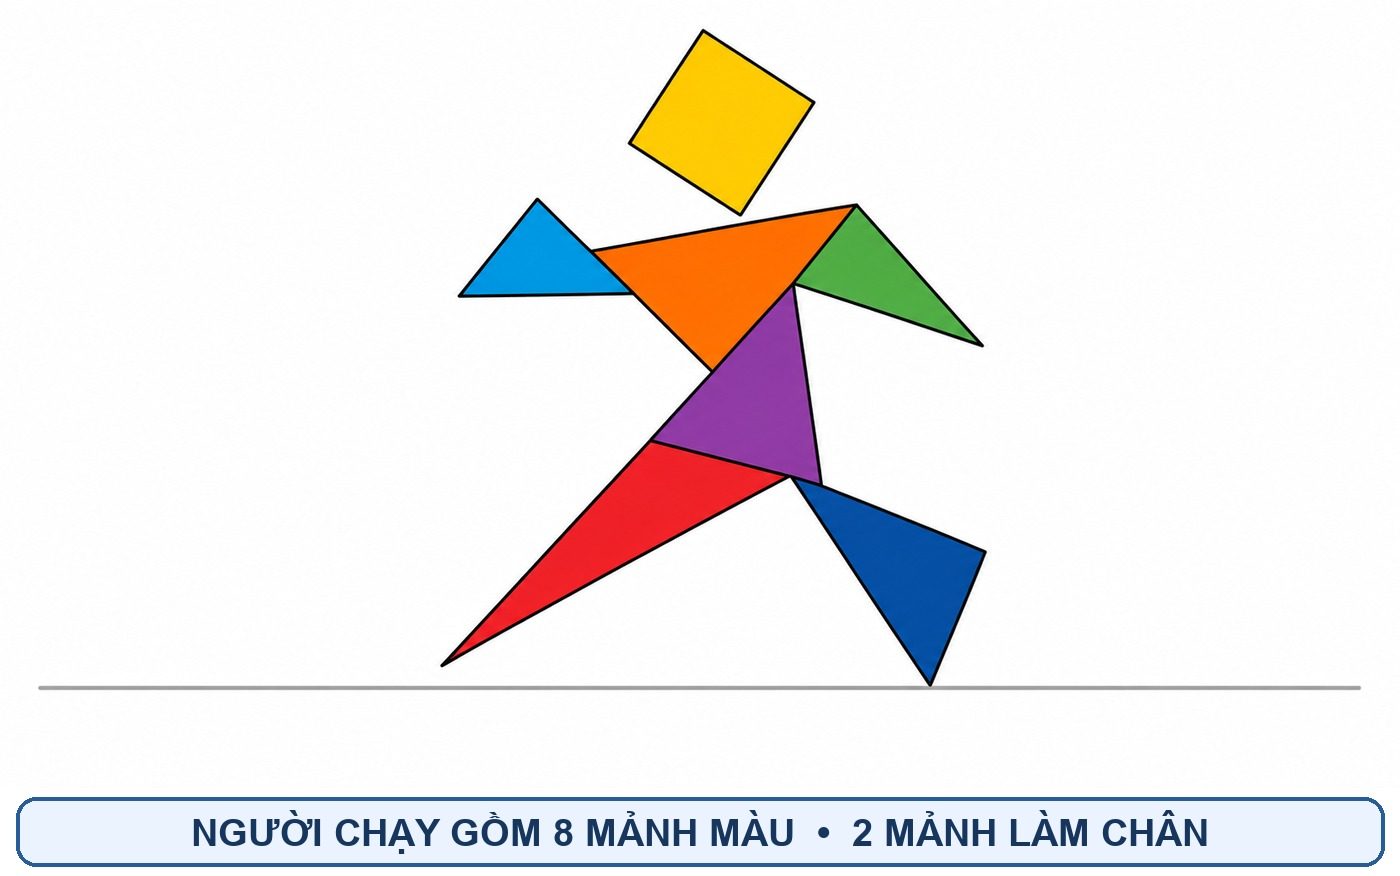 NGƯỜI CHẠY GỒM 8 MẢNH MÀU • 2 MẢNH LÀM CHÂN